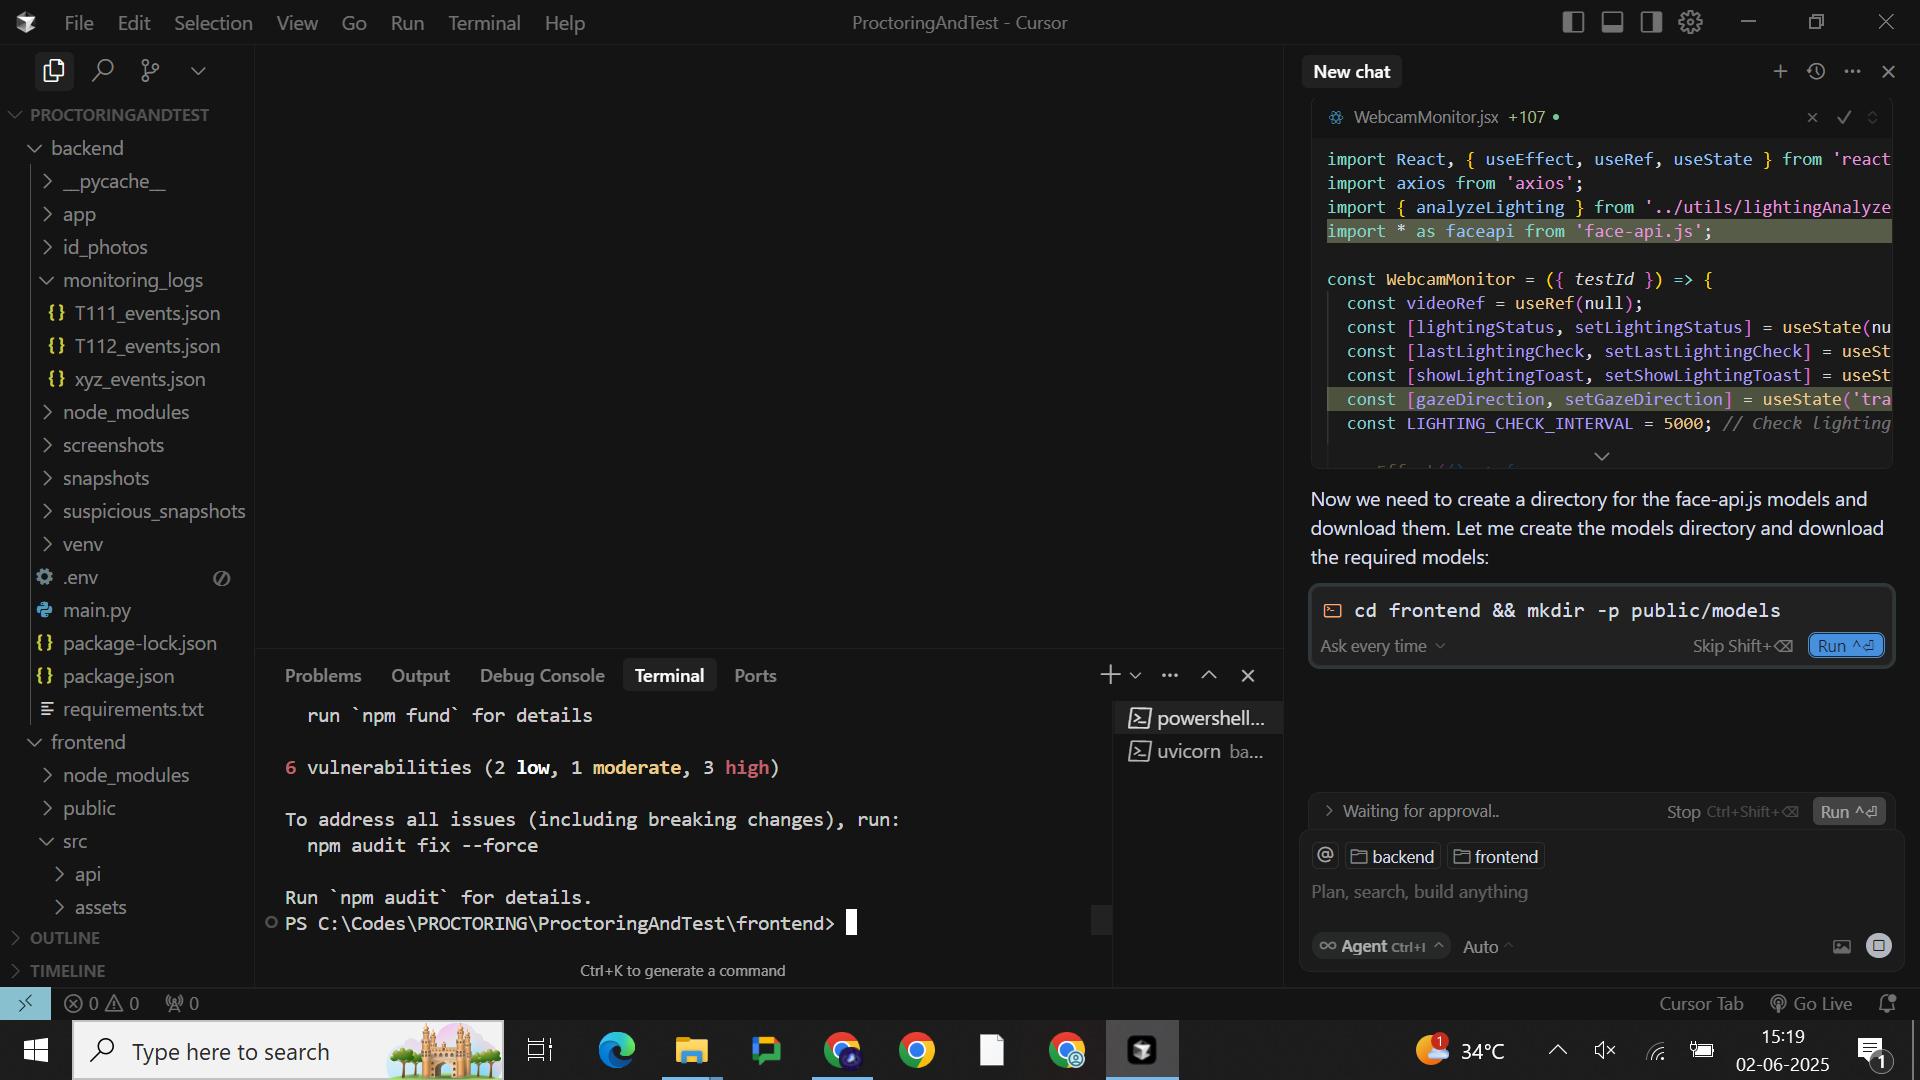 File Edit Selection View Go Run Terminal Help
ProctoringAndTest - Cursor
PROCTORINGANDTEST
backend
__pycache__
app
id_photos
monitoring_logs
{} T111_events.json
{} T112_events.json
{} xyz_events.json
node_modules
screenshots
snapshots
suspicious_snapshots
venv
.env
main.py
{} package-lock.json
{} package.json
requirements.txt
frontend
node_modules
public
src
api
assets
OUTLINE
TIMELINE
Problems Output Debug Console Terminal Ports
run `npm fund` for details
6 vulnerabilities (2 low, 1 moderate, 3 high)
To address all issues (including breaking changes), run:
npm audit fix --force
Run `npm audit` for details.
PS C:\Codes\PROCTORING\ProctoringAndTest\frontend>
Ctrl+K to generate a command
powershell...
uvicorn ba...
New chat
WebcamMonitor.jsx +107
import React, { useEffect, useRef, useState } from 'react
import axios from 'axios';
import { analyzeLighting } from '../utils/lightingAnalyze
import * as faceapi from 'face-api.js';
const WebcamMonitor = ({ testId }) => {
const videoRef = useRef(null);
const [lightingStatus, setLightingStatus] = useState(nu
const [lastLightingCheck, setLastLightingCheck] = useSt
const [showLightingToast, setShowLightingToast] = useSt
const [gazeDirection, setGazeDirection] = useState('tra
const LIGHTING_CHECK_INTERVAL = 5000; // Check lighting
Now we need to create a directory for the face-api.js models and
download them. Let me create the models directory and download
the required models:
cd frontend && mkdir -p public/models
Ask every time Skip Shift+⌫ Run ^⏎
Waiting for approval.. Stop Ctrl+Shift+⌫ Run ^⏎
@ backend frontend
Plan, search, build anything
∞ Agent Ctrl+I Auto
0 0 0
Cursor Tab Go Live
Type here to search
1
34°C
15:19
02-06-2025
1